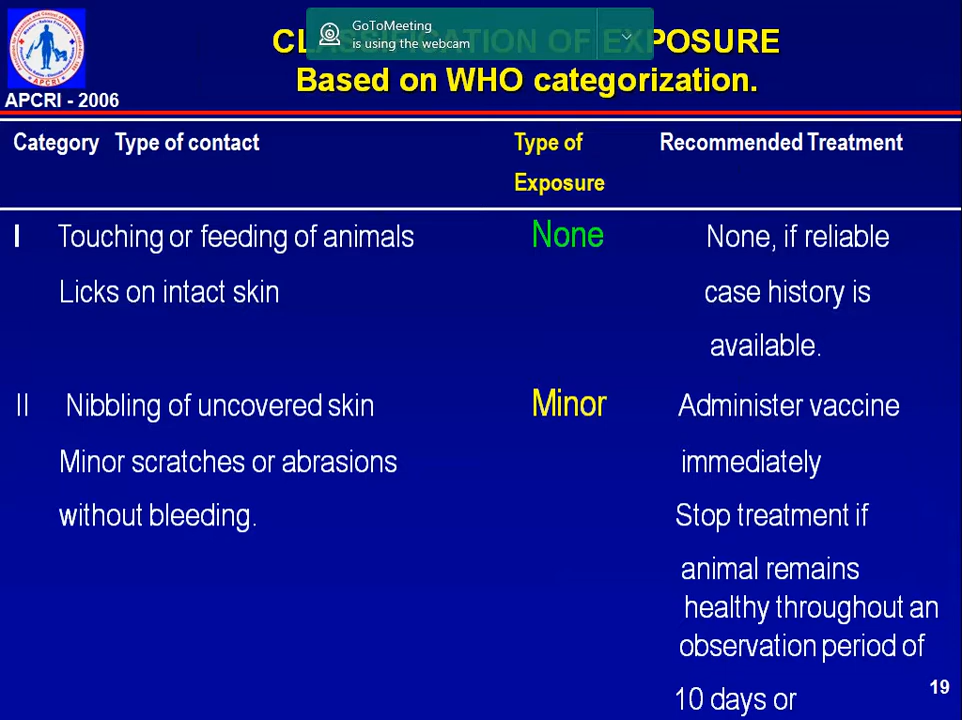 GoToMeeting
is using the webcam
CLASSIFICATION OF EXPOSURE
Based on WHO categorization.
APCRI - 2006
Category Type of contact Type of Exposure Recommended Treatment
I Touching or feeding of animals None None, if reliable
Licks on intact skin case history is
available.
II Nibbling of uncovered skin Minor Administer vaccine
Minor scratches or abrasions immediately
without bleeding. Stop treatment if
animal remains
healthy throughout an
observation period of
10 days or
19